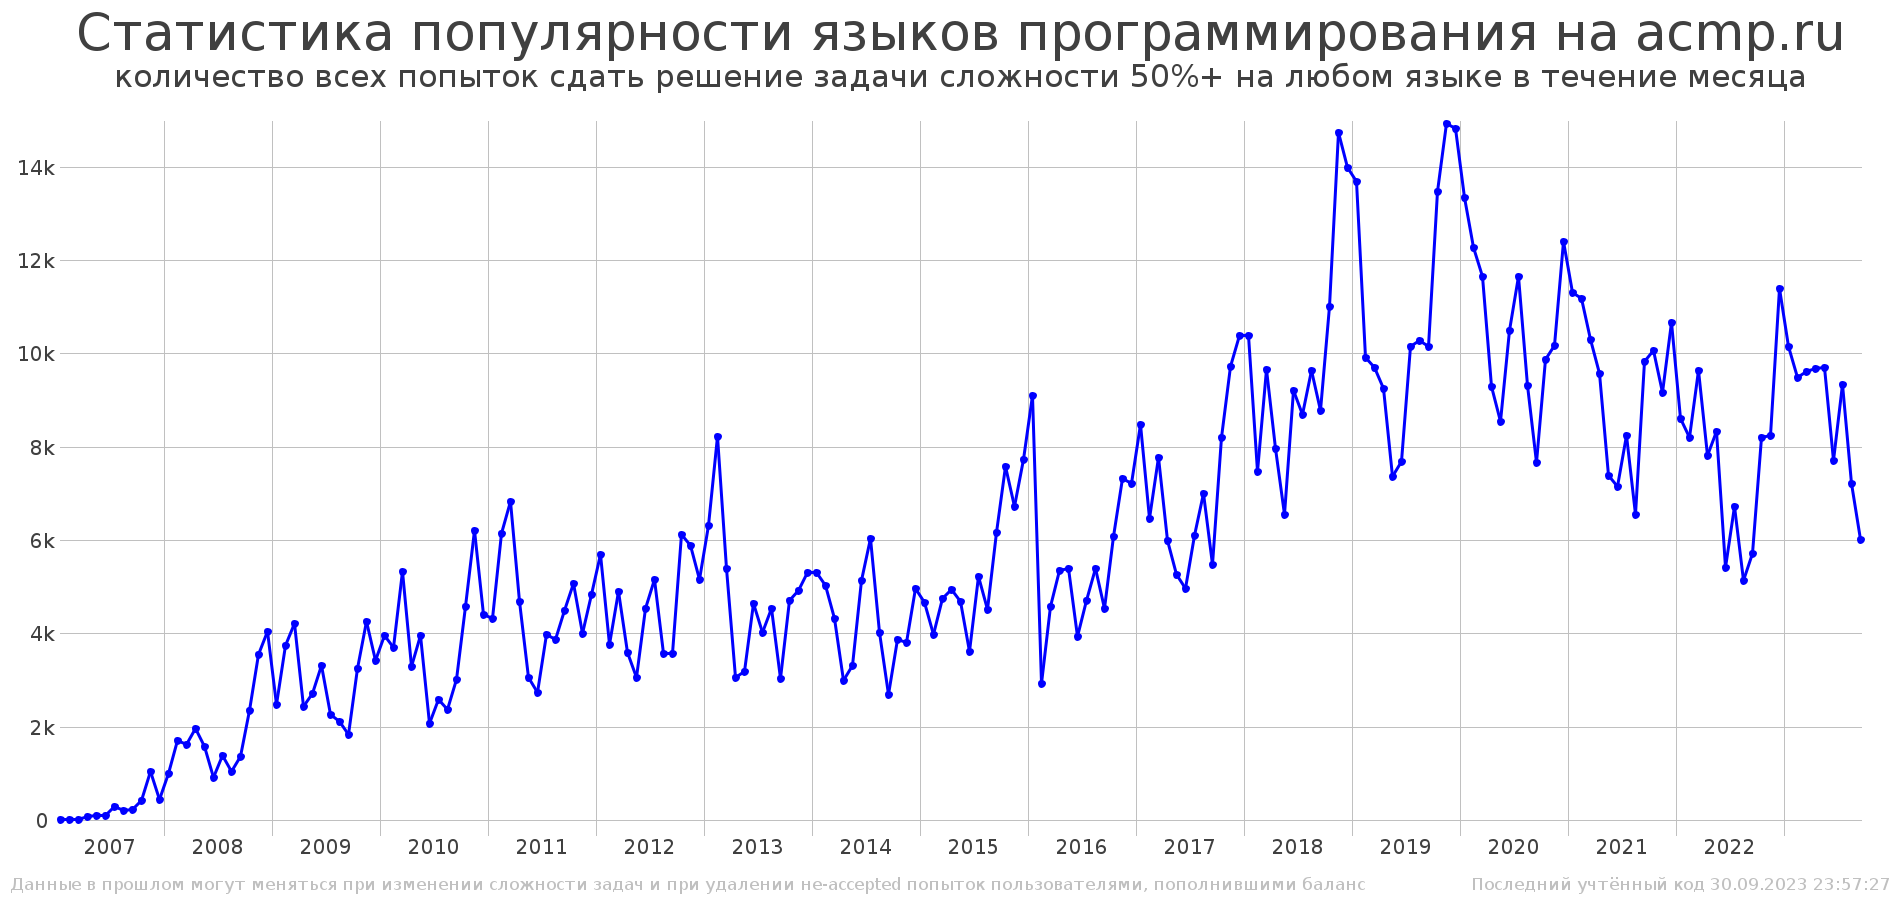 Статистика популярности языков программирования на acmp.ru
количество всех попыток сдать решение задачи сложности 50%+ на любом языке в течение месяца
14k
12k
10k
8k
6k
4k
2k
0
2007 2008 2009 2010 2011 2012 2013 2014 2015 2016 2017 2018 2019 2020 2021 2022
Данные в прошлом могут меняться при изменении сложности задач и при удалении не-accepted попыток пользователями, пополнившими баланс
Последний учтённый код 30.09.2023 23:57:27